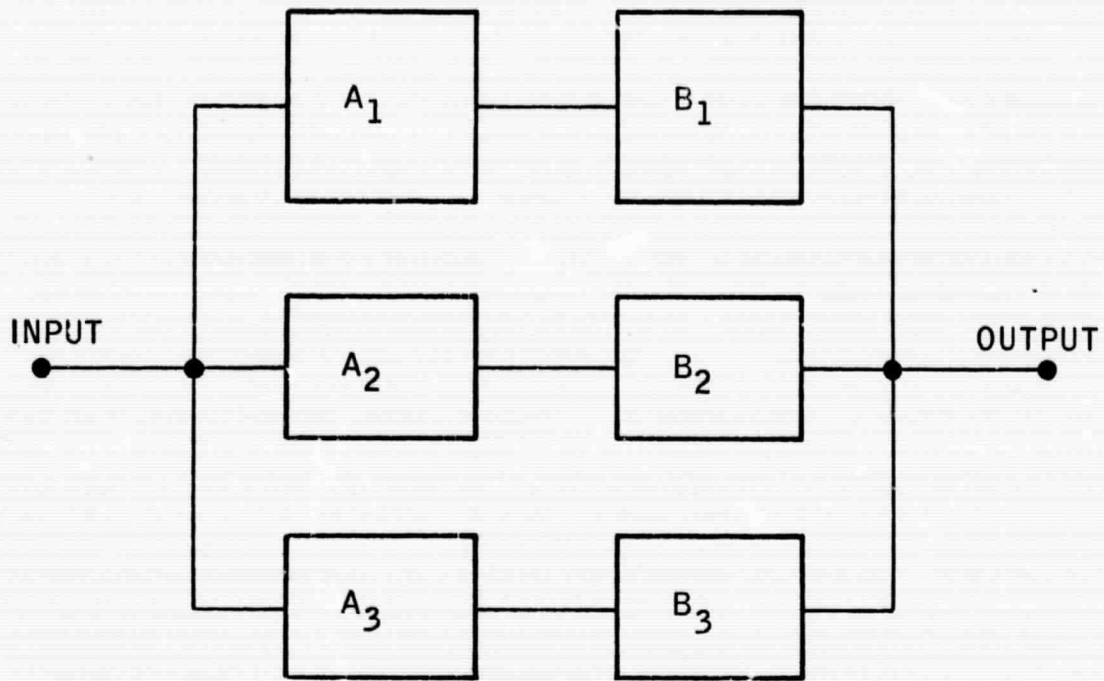 A₁ B₁
INPUT
A₂ B₂
OUTPUT
A₃ B₃